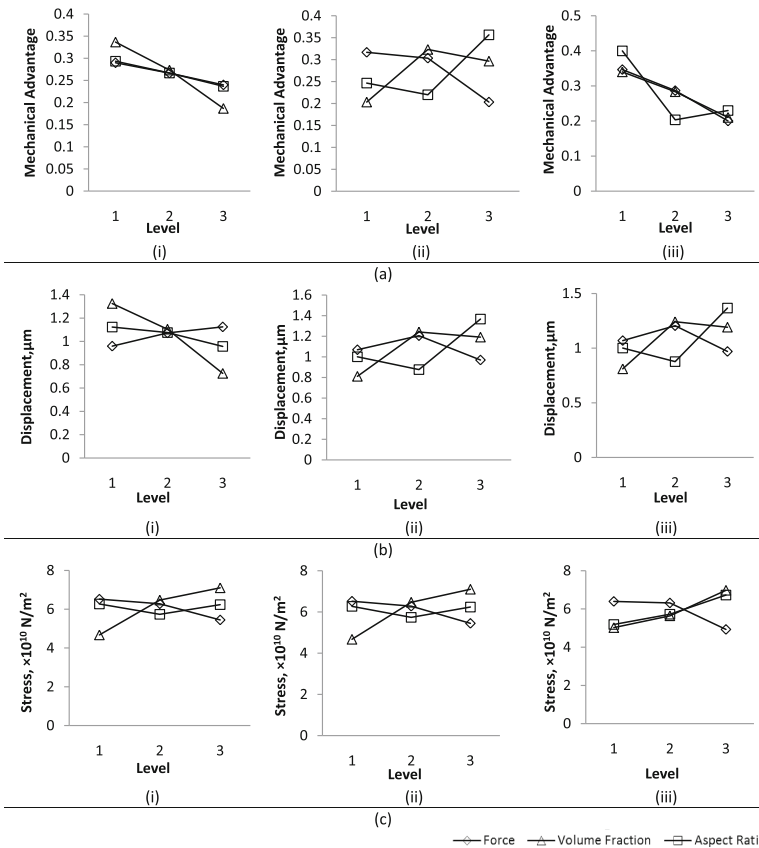 Mechanical Advantage
0.4
0.35
0.3
0.25
0.2
0.15
0.1
0.05
0
1 2 3
Level
(i)
Mechanical Advantage
0.4
0.35
0.3
0.25
0.2
0.15
0.1
0.05
0
1 2 3
Level
(ii)
Mechanical Advantage
0.5
0.4
0.3
0.2
0.1
0
1 2 3
Level
(iii)
(a)
Displacement,µm
1.4
1.2
1
0.8
0.6
0.4
0.2
0
1 2 3
Level
(i)
Displacement,µm
1.6
1.4
1.2
1
0.8
0.6
0.4
0.2
0
1 2 3
Level
(ii)
Displacement,µm
1.5
1
0.5
0
1 2 3
Level
(iii)
(b)
Stress, ×10¹⁰ N/m²
8
6
4
2
0
1 2 3
Level
(i)
Stress, ×10¹⁰ N/m²
8
6
4
2
0
1 2 3
Level
(ii)
Stress, ×10¹⁰ N/m²
8
6
4
2
0
1 2 3
Level
(iii)
(c)
Force Volume Fraction Aspect Rati